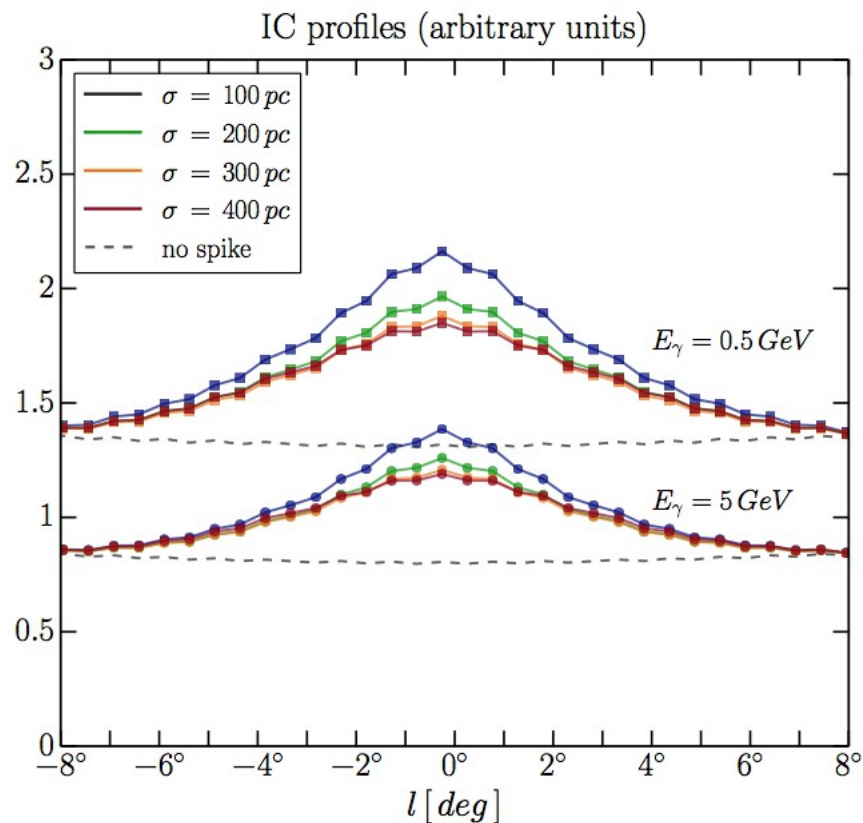 IC profiles (arbitrary units)
3
2.5
2
1.5
1
0.5
0
σ = 100 pc
σ = 200 pc
σ = 300 pc
σ = 400 pc
no spike
E_γ = 0.5 GeV
E_γ = 5 GeV
−8° −6° −4° −2° 0° 2° 4° 6° 8°
l [deg]